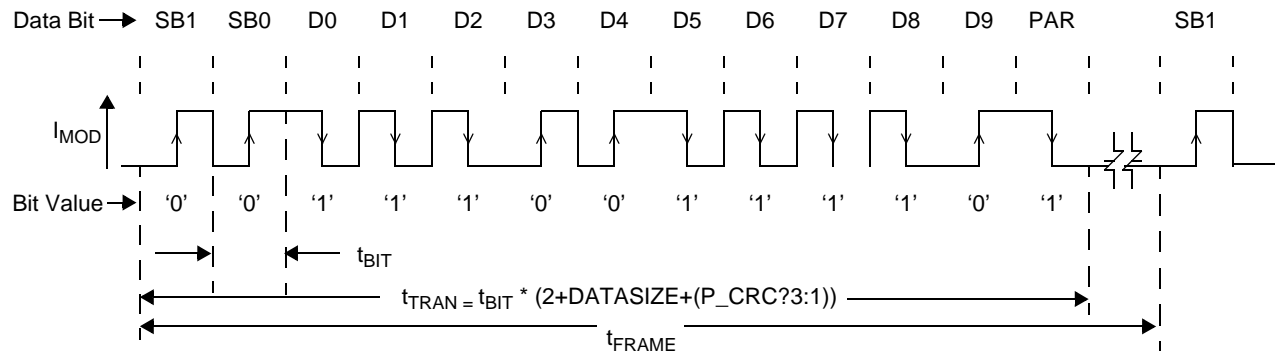 Data Bit SB1 SB0 D0 D1 D2 D3 D4 D5 D6 D7 D8 D9 PAR SB1
IMOD
Bit Value ‘0’ ‘0’ ‘1’ ‘1’ ‘1’ ‘0’ ‘0’ ‘1’ ‘1’ ‘1’ ‘1’ ‘0’ ‘1’
tBIT
tTRAN = tBIT * (2+DATASIZE+(P_CRC?3:1))
tFRAME